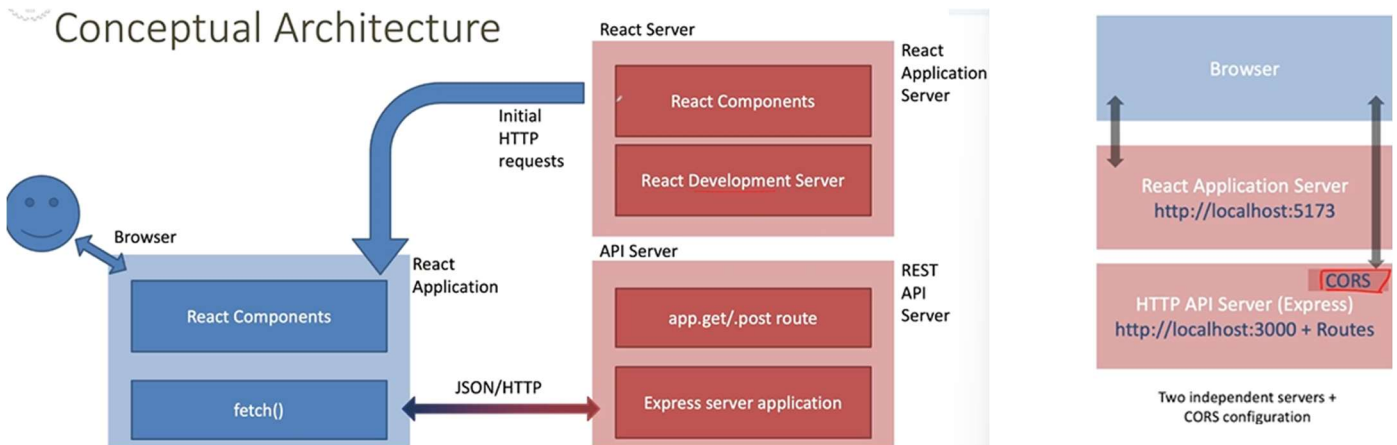 Conceptual Architecture
React Server
React
Application
Server
React Components
React Development Server
Initial
HTTP
requests
Browser
React
Application
React Components
fetch()
JSON/HTTP
API Server
REST
API
Server
app.get/.post route
Express server application
Browser
React Application Server
http://localhost:5173
CORS
HTTP API Server (Express)
http://localhost:3000 + Routes
Two independent servers +
CORS configuration